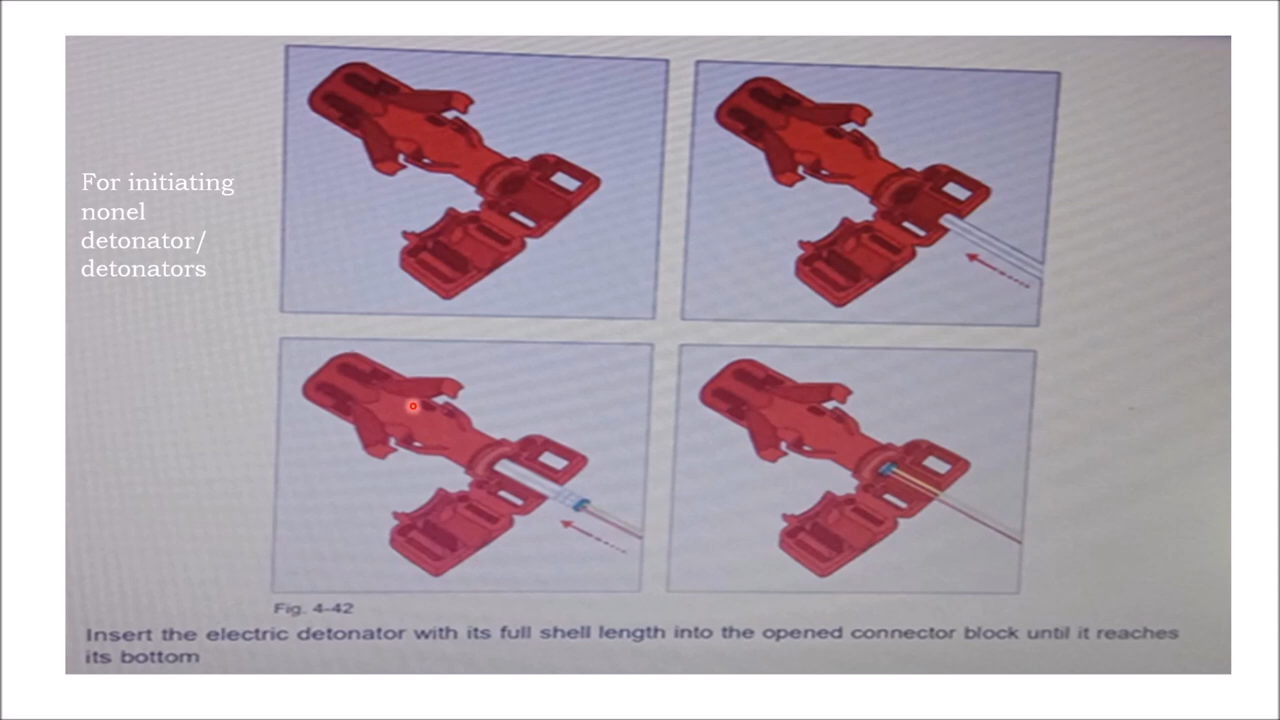 For initiating
nonel
detonator/
detonators
Fig. 4-42
Insert the electric detonator with its full shell length into the opened connector block until it reaches
its bottom